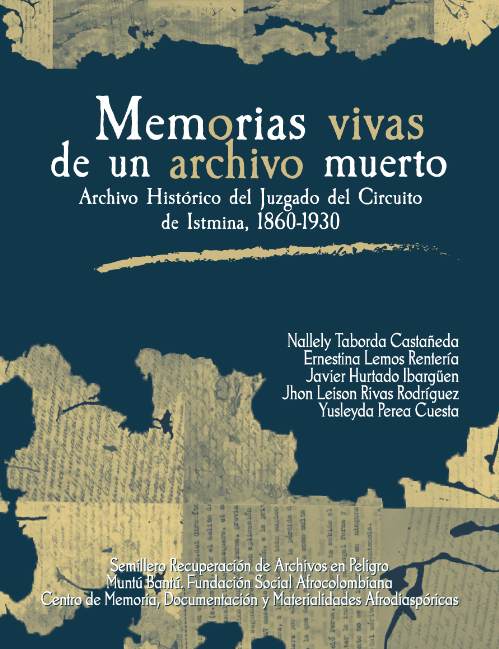 Memorias vivas
de un archivo muerto
Archivo Histórico del Juzgado del Circuito
de Istmina, 1860-1930
Nallely Taborda Castañeda
Ernestina Lemos Rentería
Javier Hurtado Ibargüen
Jhon Leison Rivas Rodríguez
Yusleyda Perea Cuesta
Semillero Recuperación de Archivos en Peligro
Muntú Bantú. Fundación Social Afrocolombiana
Centro de Memoria, Documentación y Materialidades Afrodiaspóricas